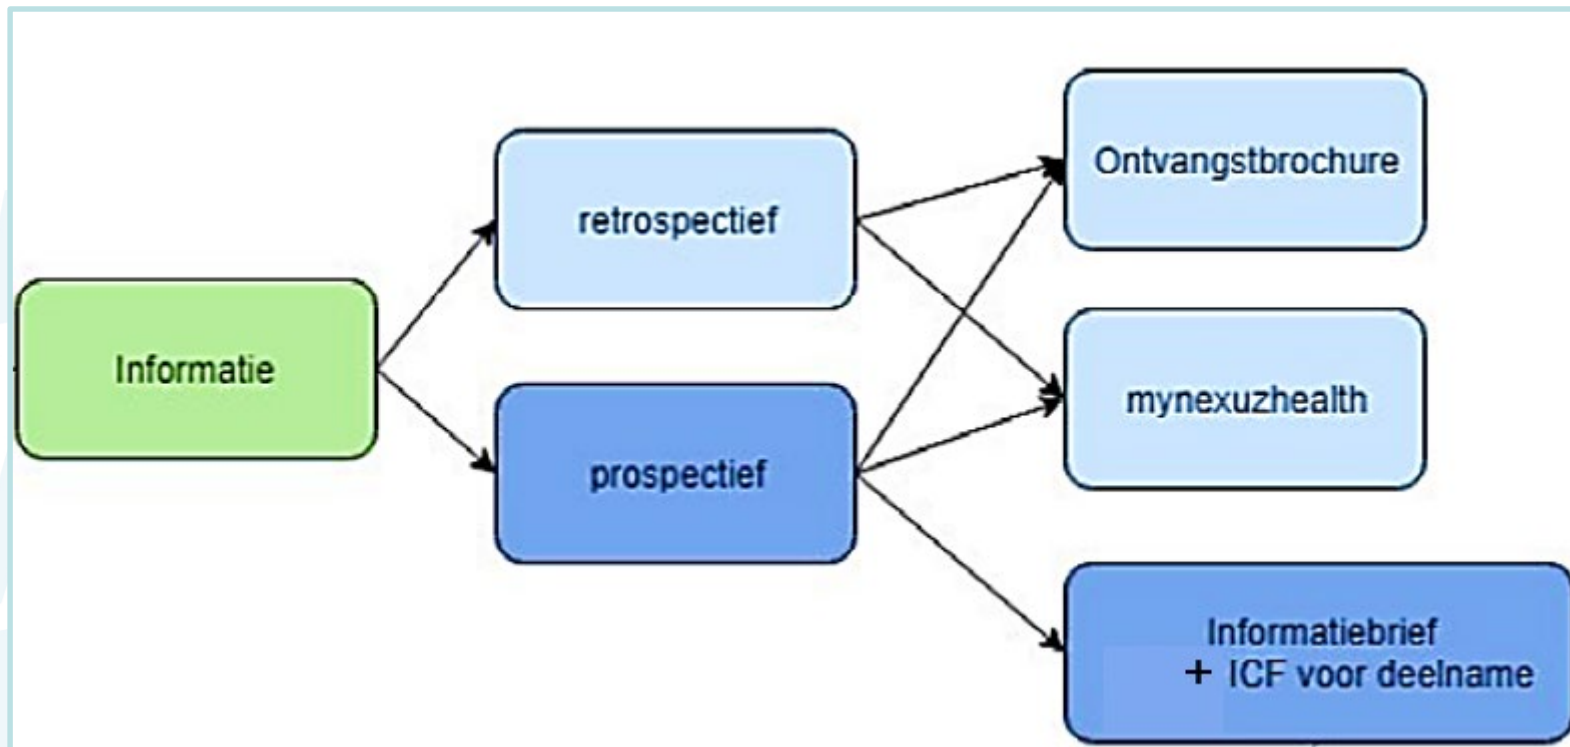 Informatie
retrospectief
prospectief
Ontvangstbrochure
mynexuzhealth
Informatiebrief
+ ICF voor deelname